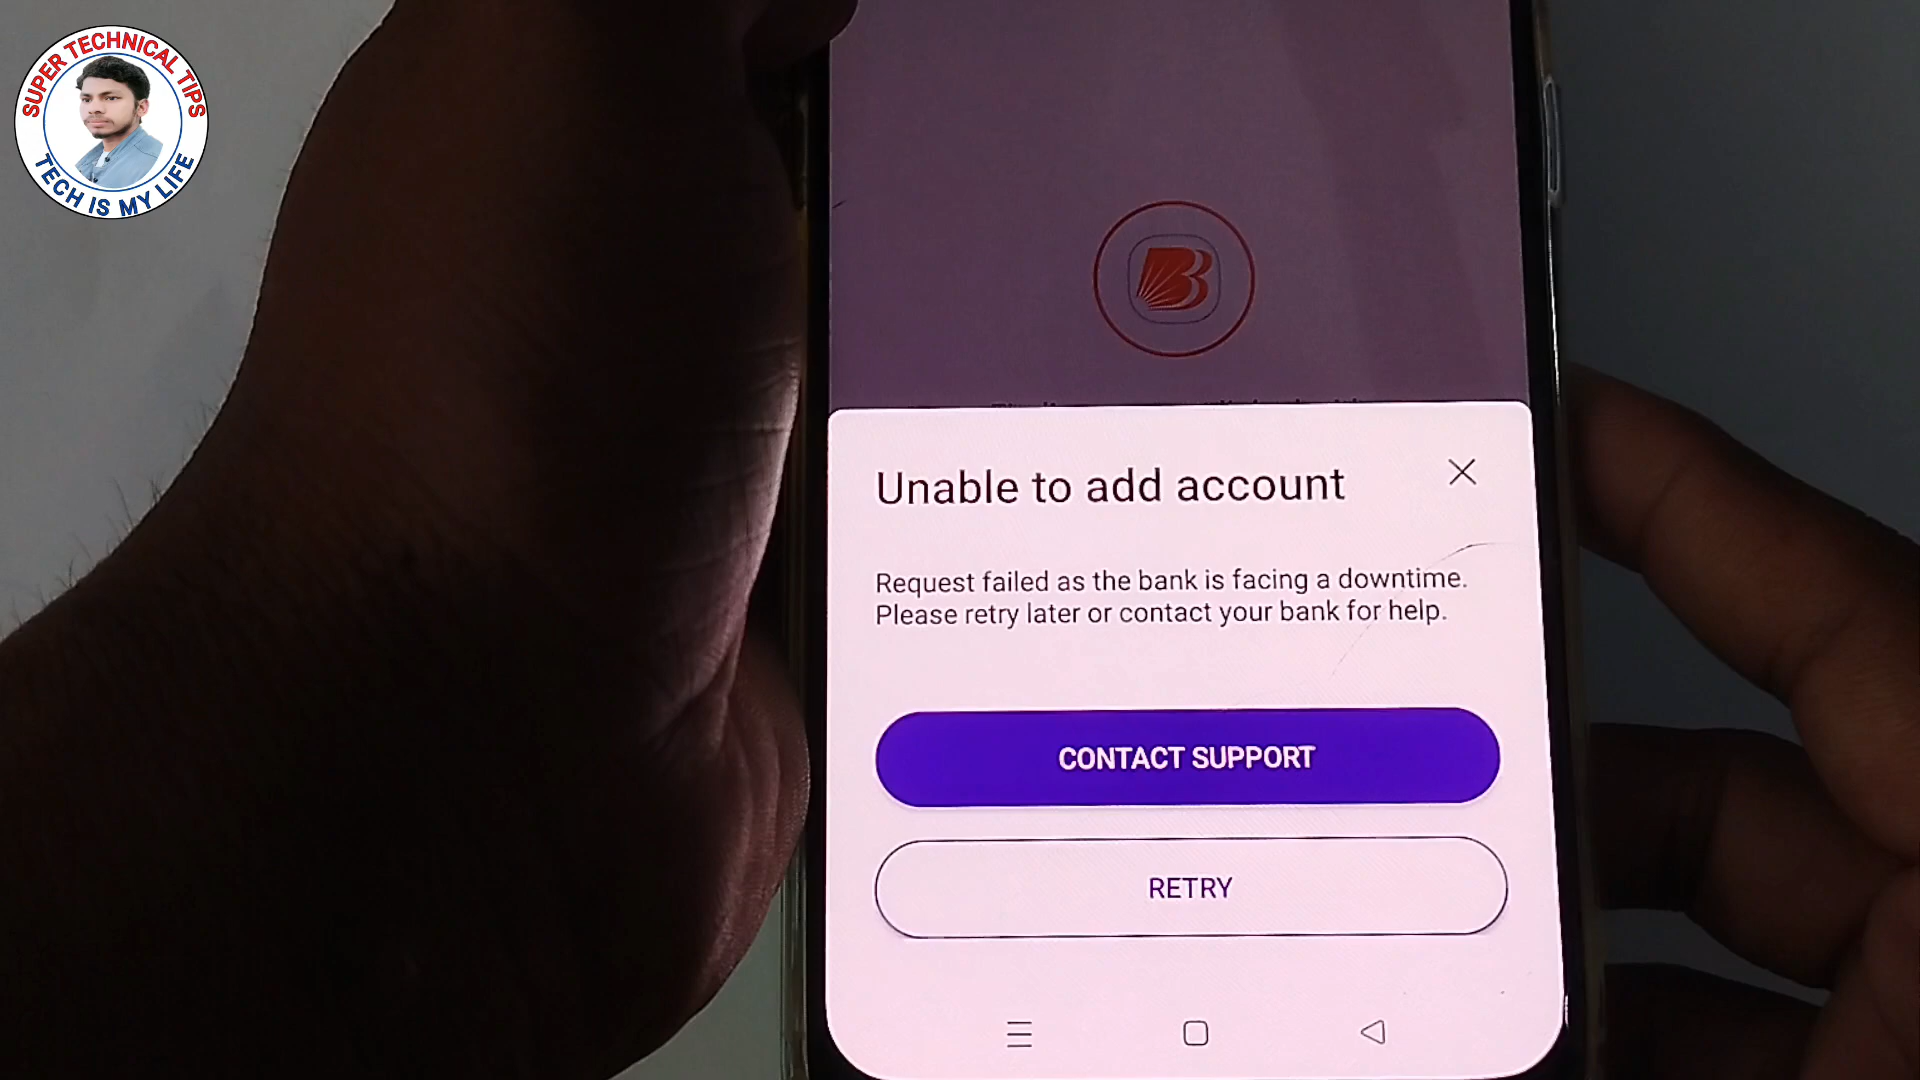 SUPER TECHNICAL TIPS
TECH IS MY LIFE
Unable to add account
Request failed as the bank is facing a downtime.
Please retry later or contact your bank for help.
CONTACT SUPPORT
RETRY